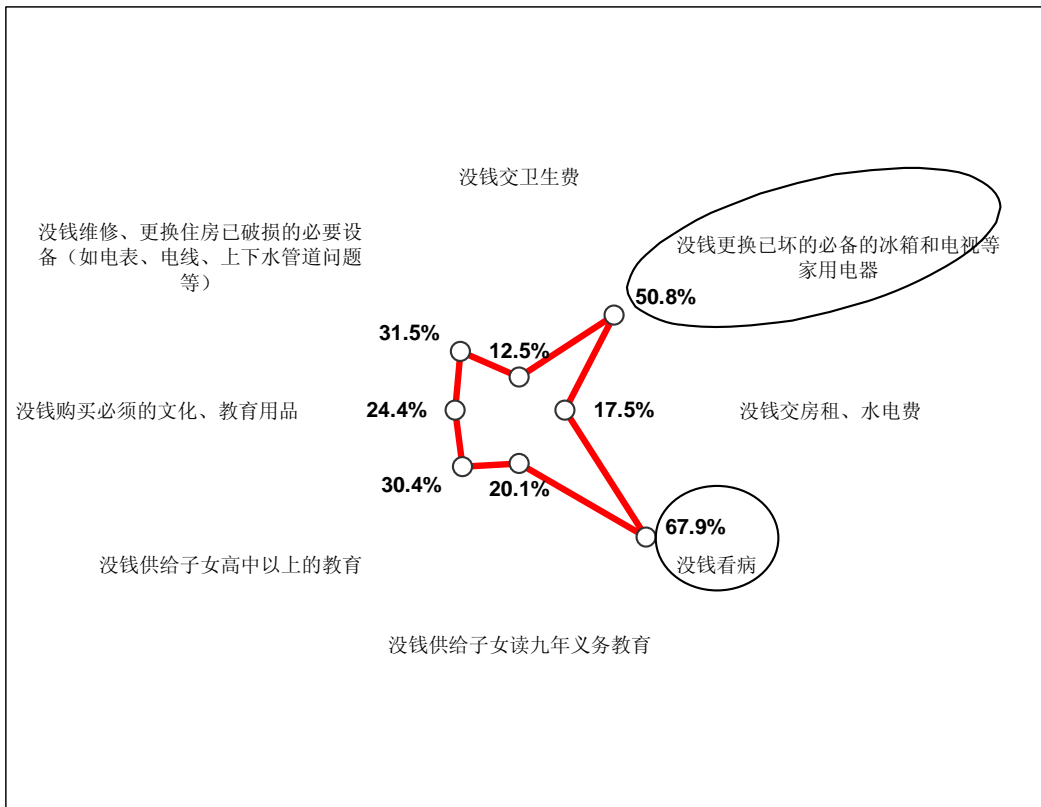 没钱交卫生费
没钱维修、更换住房已破损的必要设
备（如电表、电线、上下水管道问题
等）
没钱更换已坏的必备的冰箱和电视等
家用电器
50.8%
31.5%
12.5%
没钱购买必须的文化、教育用品
24.4%
17.5%
没钱交房租、水电费
30.4%
20.1%
67.9%
没钱供给子女高中以上的教育
没钱看病
没钱供给子女读九年义务教育